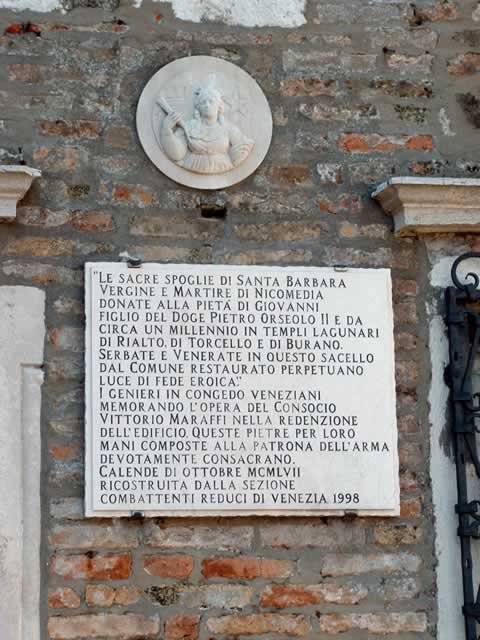 "LE SACRE SPOGLIE DI SANTA BARBARA
VERGINE E MARTIRE DI NICOMEDIA
DONATE ALLA PIETÁ DI GIOVANNI
FIGLIO DEL DOGE PIETRO ORSEOLO II E DA
CIRCA UN MILLENNIO IN TEMPLI LAGUNARI
DI RIALTO, DI TORCELLO E DI BURANO.
SERBATE E VENERATE IN QUESTO SACELLO
DAL COMUNE RESTAURATO PERPETUANO
LUCE DI FEDE EROICA".
I GENIERI IN CONGEDO VENEZIANI
MEMORANDO L'OPERA DEL CONSOCIO
VITTORIO MARAFFI NELLA REDENZIONE
DELL'EDIFICIO, QUESTE PIETRE PER LORO
MANI COMPOSTE ALLA PATRONA DELL'ARMA
DEVOTAMENTE CONSACRANO.
CALENDE DI OTTOBRE MCMLVII
RICOSTRUITA DALLA SEZIONE
COMBATTENTI REDUCI DI VENEZIA 1998